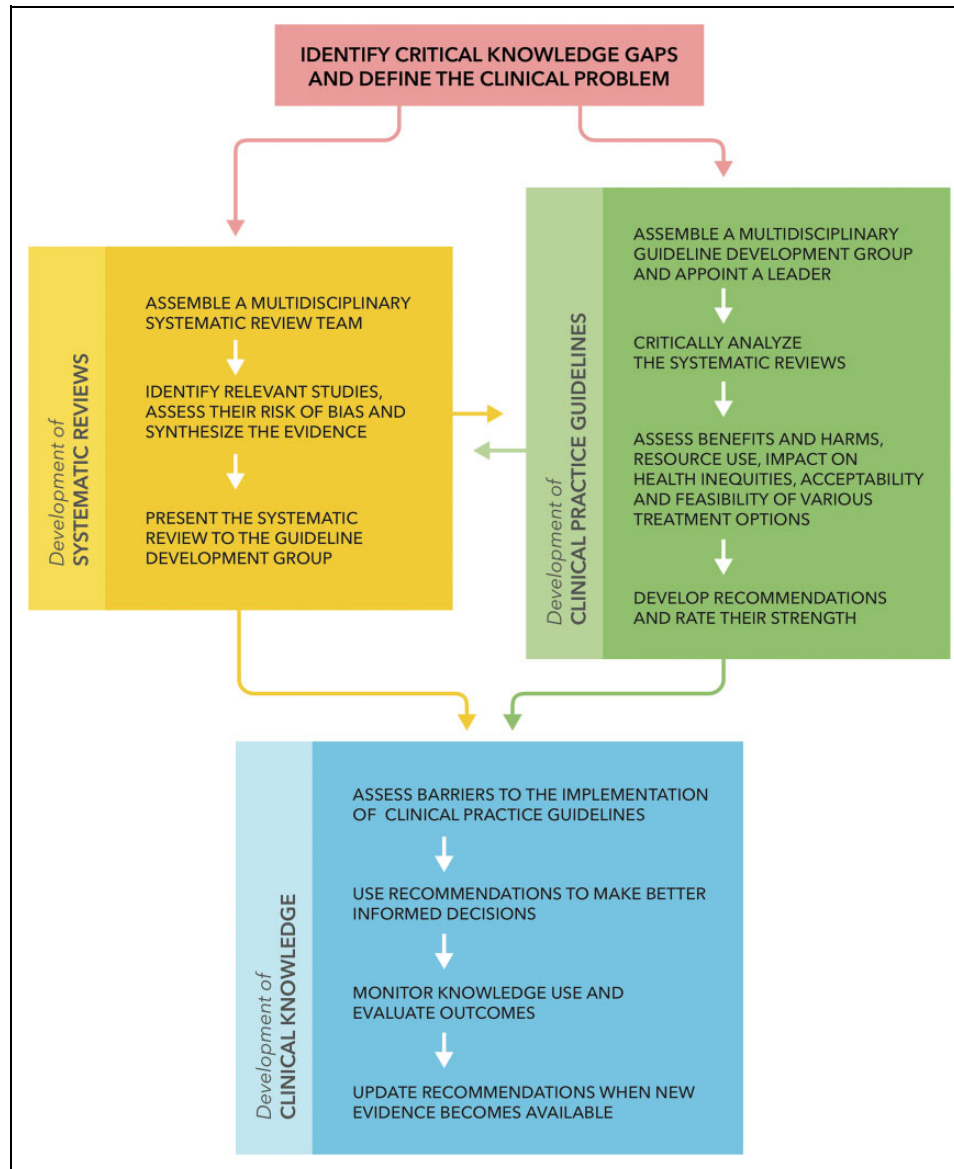 IDENTIFY CRITICAL KNOWLEDGE GAPS
AND DEFINE THE CLINICAL PROBLEM
Development of
SYSTEMATIC REVIEWS
ASSEMBLE A MULTIDISCIPLINARY
SYSTEMATIC REVIEW TEAM
IDENTIFY RELEVANT STUDIES,
ASSESS THEIR RISK OF BIAS AND
SYNTHESIZE THE EVIDENCE
PRESENT THE SYSTEMATIC
REVIEW TO THE GUIDELINE
DEVELOPMENT GROUP
Development of
CLINICAL PRACTICE GUIDELINES
ASSEMBLE A MULTIDISCIPLINARY
GUIDELINE DEVELOPMENT GROUP
AND APPOINT A LEADER
CRITICALLY ANALYZE
THE SYSTEMATIC REVIEWS
ASSESS BENEFITS AND HARMS,
RESOURCE USE, IMPACT ON
HEALTH INEQUITIES, ACCEPTABILITY
AND FEASIBILITY OF VARIOUS
TREATMENT OPTIONS
DEVELOP RECOMMENDATIONS
AND RATE THEIR STRENGTH
Development of
CLINICAL KNOWLEDGE
ASSESS BARRIERS TO THE IMPLEMENTATION
OF CLINICAL PRACTICE GUIDELINES
USE RECOMMENDATIONS TO MAKE BETTER
INFORMED DECISIONS
MONITOR KNOWLEDGE USE AND
EVALUATE OUTCOMES
UPDATE RECOMMENDATIONS WHEN NEW
EVIDENCE BECOMES AVAILABLE